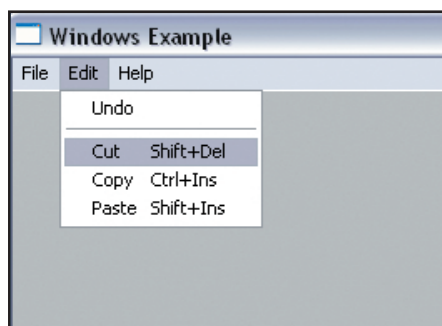 Windows Example
File Edit Help
Undo
Cut Shift+Del
Copy Ctrl+Ins
Paste Shift+Ins